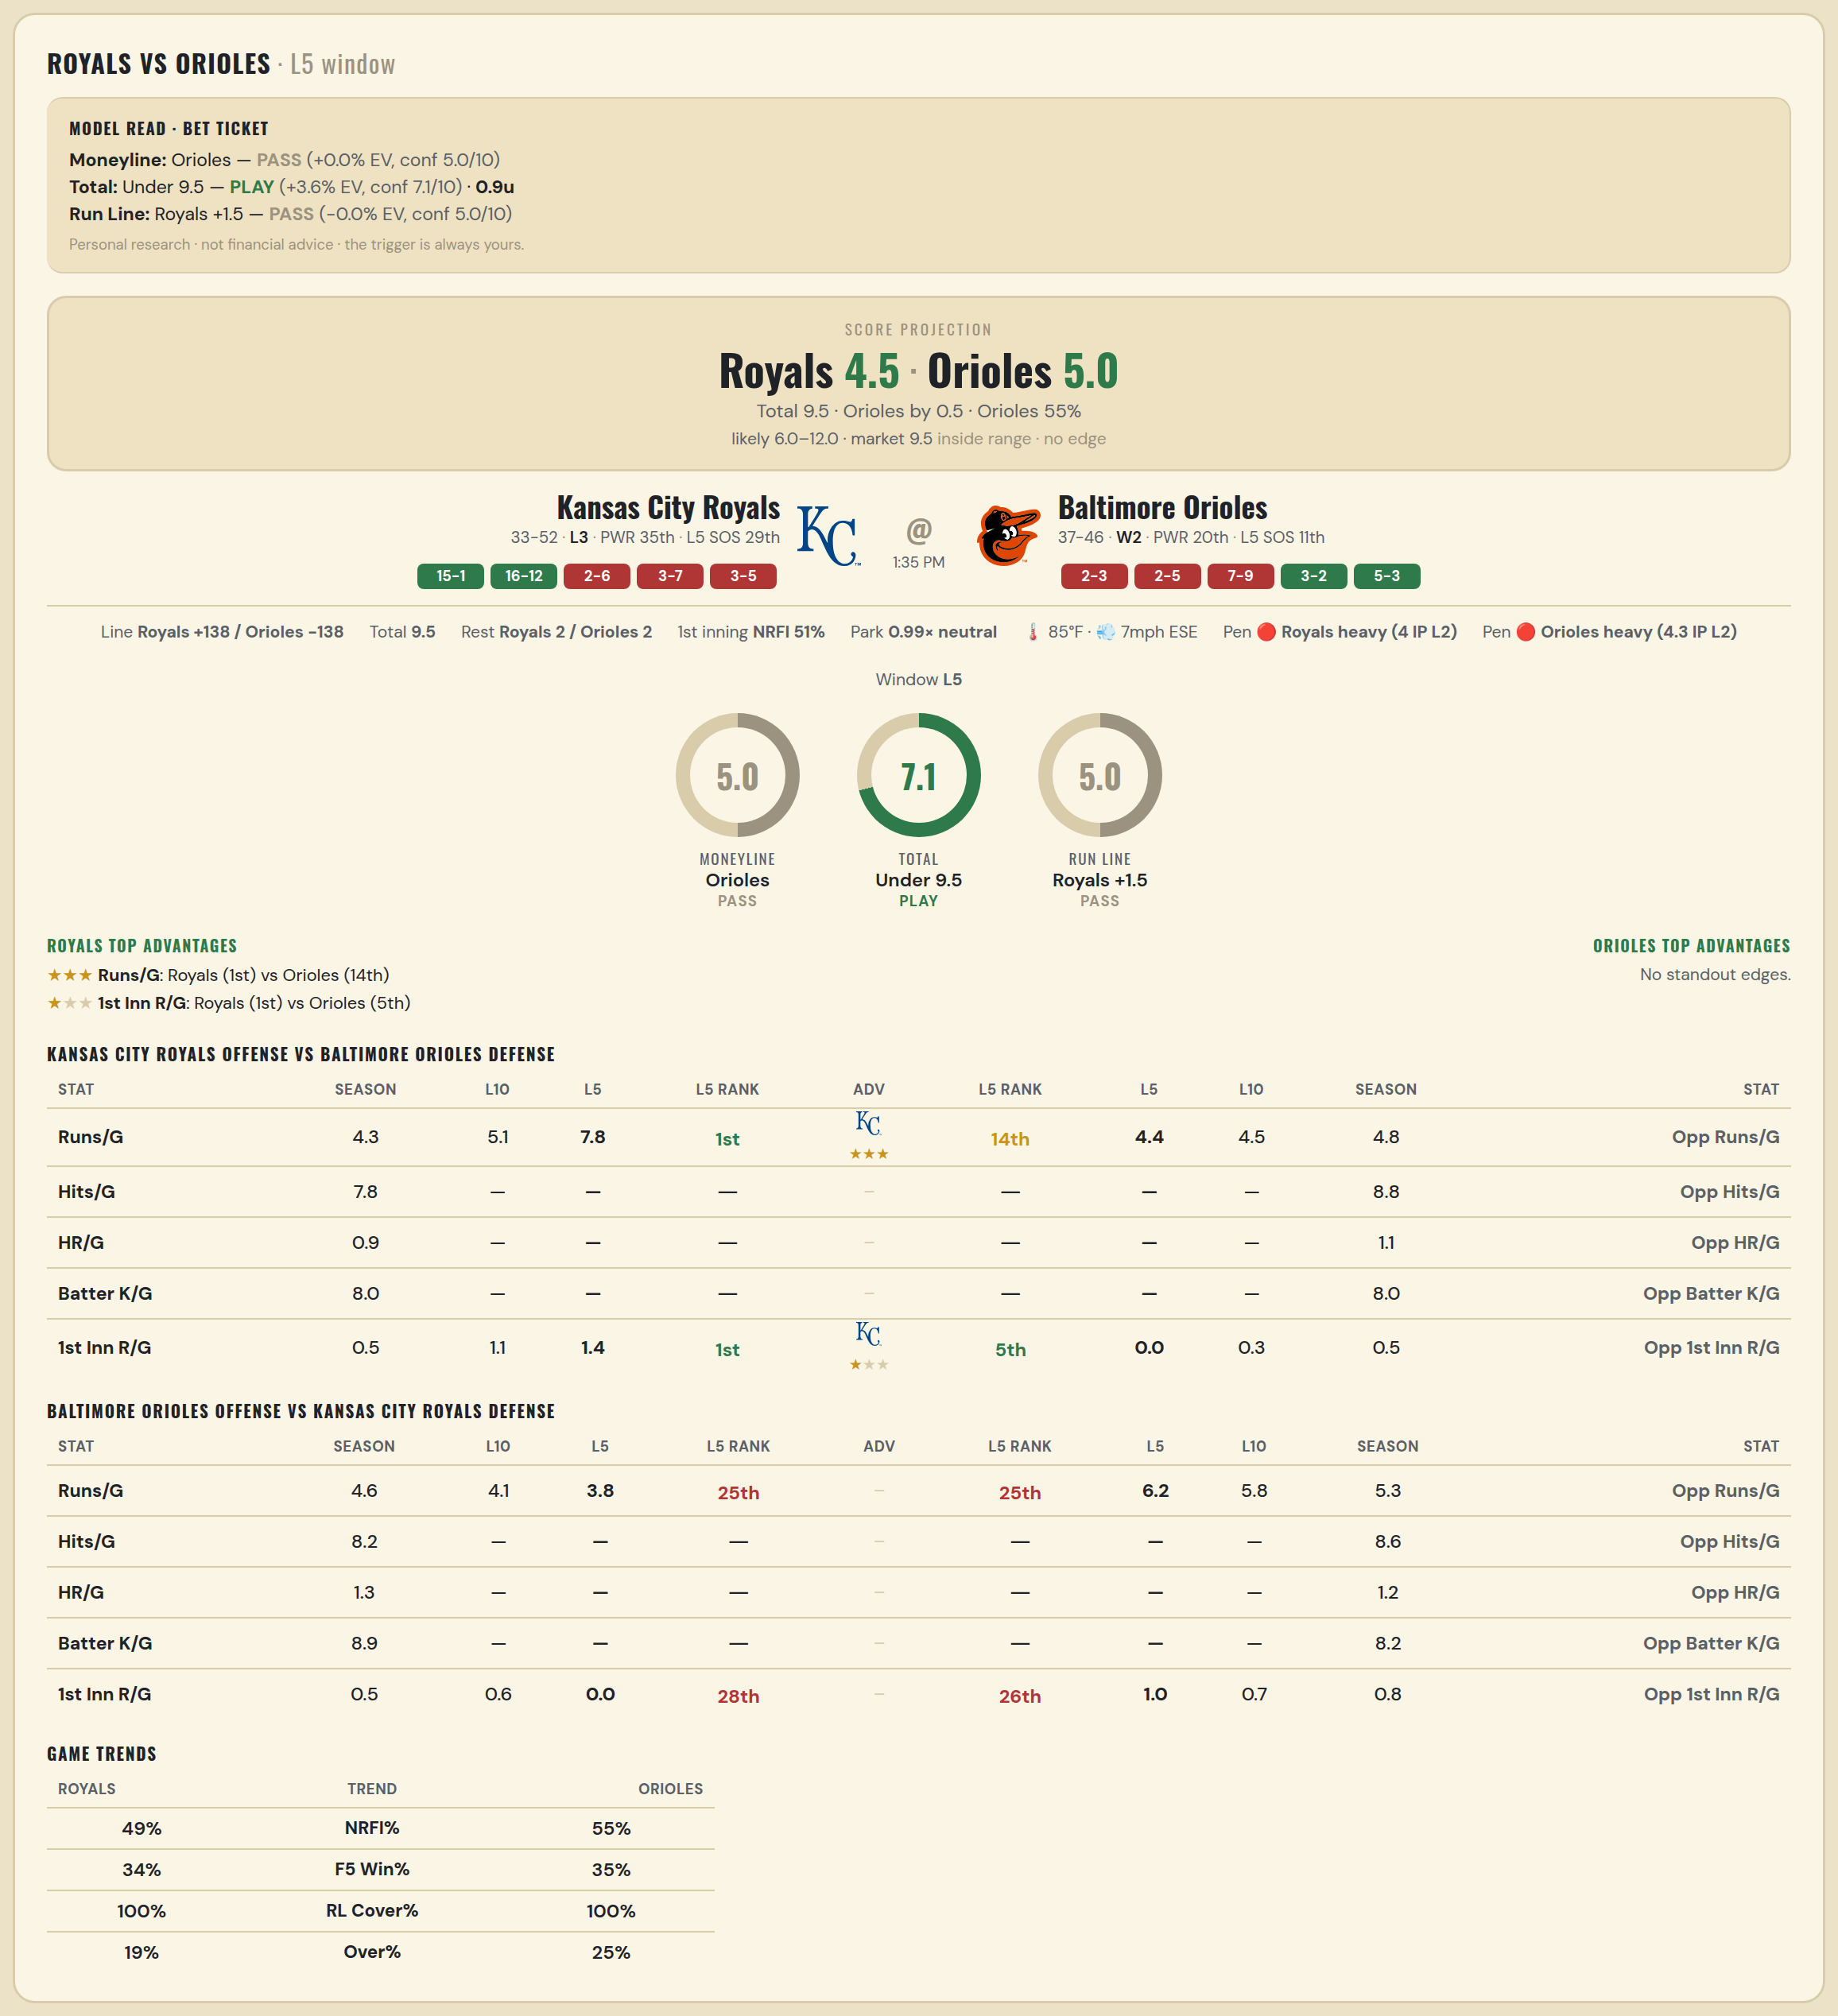 ROYALS VS ORIOLES · L5 window
MODEL READ · BET TICKET
Moneyline: Orioles — PASS (+0.0% EV, conf 5.0/10)
Total: Under 9.5 — PLAY (+3.6% EV, conf 7.1/10) · 0.9u
Run Line: Royals +1.5 — PASS (−0.0% EV, conf 5.0/10)
Personal research · not financial advice · the trigger is always yours.
SCORE PROJECTION
Royals 4.5 · Orioles 5.0
Total 9.5 · Orioles by 0.5 · Orioles 55%
likely 6.0–12.0 · market 9.5 inside range · no edge
Kansas City Royals
33-52 · L3 · PWR 35th · L5 SOS 29th
15-1 16-12 2-6 3-7 3-5
KC
@
1:35 PM
Baltimore Orioles
37-46 · W2 · PWR 20th · L5 SOS 11th
2-3 2-5 7-9 3-2 5-3
Line Royals +138 / Orioles -138 Total 9.5 Rest Royals 2 / Orioles 2 1st inning NRFI 51% Park 0.99× neutral 🌡️ 85°F · 💨 7mph ESE Pen 🔴 Royals heavy (4 IP L2) Pen 🔴 Orioles heavy (4.3 IP L2)
Window L5
5.0 7.1 5.0
MONEYLINE TOTAL RUN LINE
Orioles Under 9.5 Royals +1.5
PASS PLAY PASS
ROYALS TOP ADVANTAGES
★★★ Runs/G: Royals (1st) vs Orioles (14th)
★★★ 1st Inn R/G: Royals (1st) vs Orioles (5th)
ORIOLES TOP ADVANTAGES
No standout edges.
KANSAS CITY ROYALS OFFENSE VS BALTIMORE ORIOLES DEFENSE
STAT SEASON L10 L5 L5 RANK ADV L5 RANK L5 L10 SEASON STAT
Runs/G 4.3 5.1 7.8 1st KC ★★★ 14th 4.4 4.5 4.8 Opp Runs/G
Hits/G 7.8 — — — – — — — 8.8 Opp Hits/G
HR/G 0.9 — — — – — — — 1.1 Opp HR/G
Batter K/G 8.0 — — — – — — — 8.0 Opp Batter K/G
1st Inn R/G 0.5 1.1 1.4 1st KC ★★★ 5th 0.0 0.3 0.5 Opp 1st Inn R/G
BALTIMORE ORIOLES OFFENSE VS KANSAS CITY ROYALS DEFENSE
STAT SEASON L10 L5 L5 RANK ADV L5 RANK L5 L10 SEASON STAT
Runs/G 4.6 4.1 3.8 25th – 25th 6.2 5.8 5.3 Opp Runs/G
Hits/G 8.2 — — — – — — — 8.6 Opp Hits/G
HR/G 1.3 — — — – — — — 1.2 Opp HR/G
Batter K/G 8.9 — — — – — — — 8.2 Opp Batter K/G
1st Inn R/G 0.5 0.6 0.0 28th – 26th 1.0 0.7 0.8 Opp 1st Inn R/G
GAME TRENDS
ROYALS TREND ORIOLES
49% NRFI% 55%
34% F5 Win% 35%
100% RL Cover% 100%
19% Over% 25%